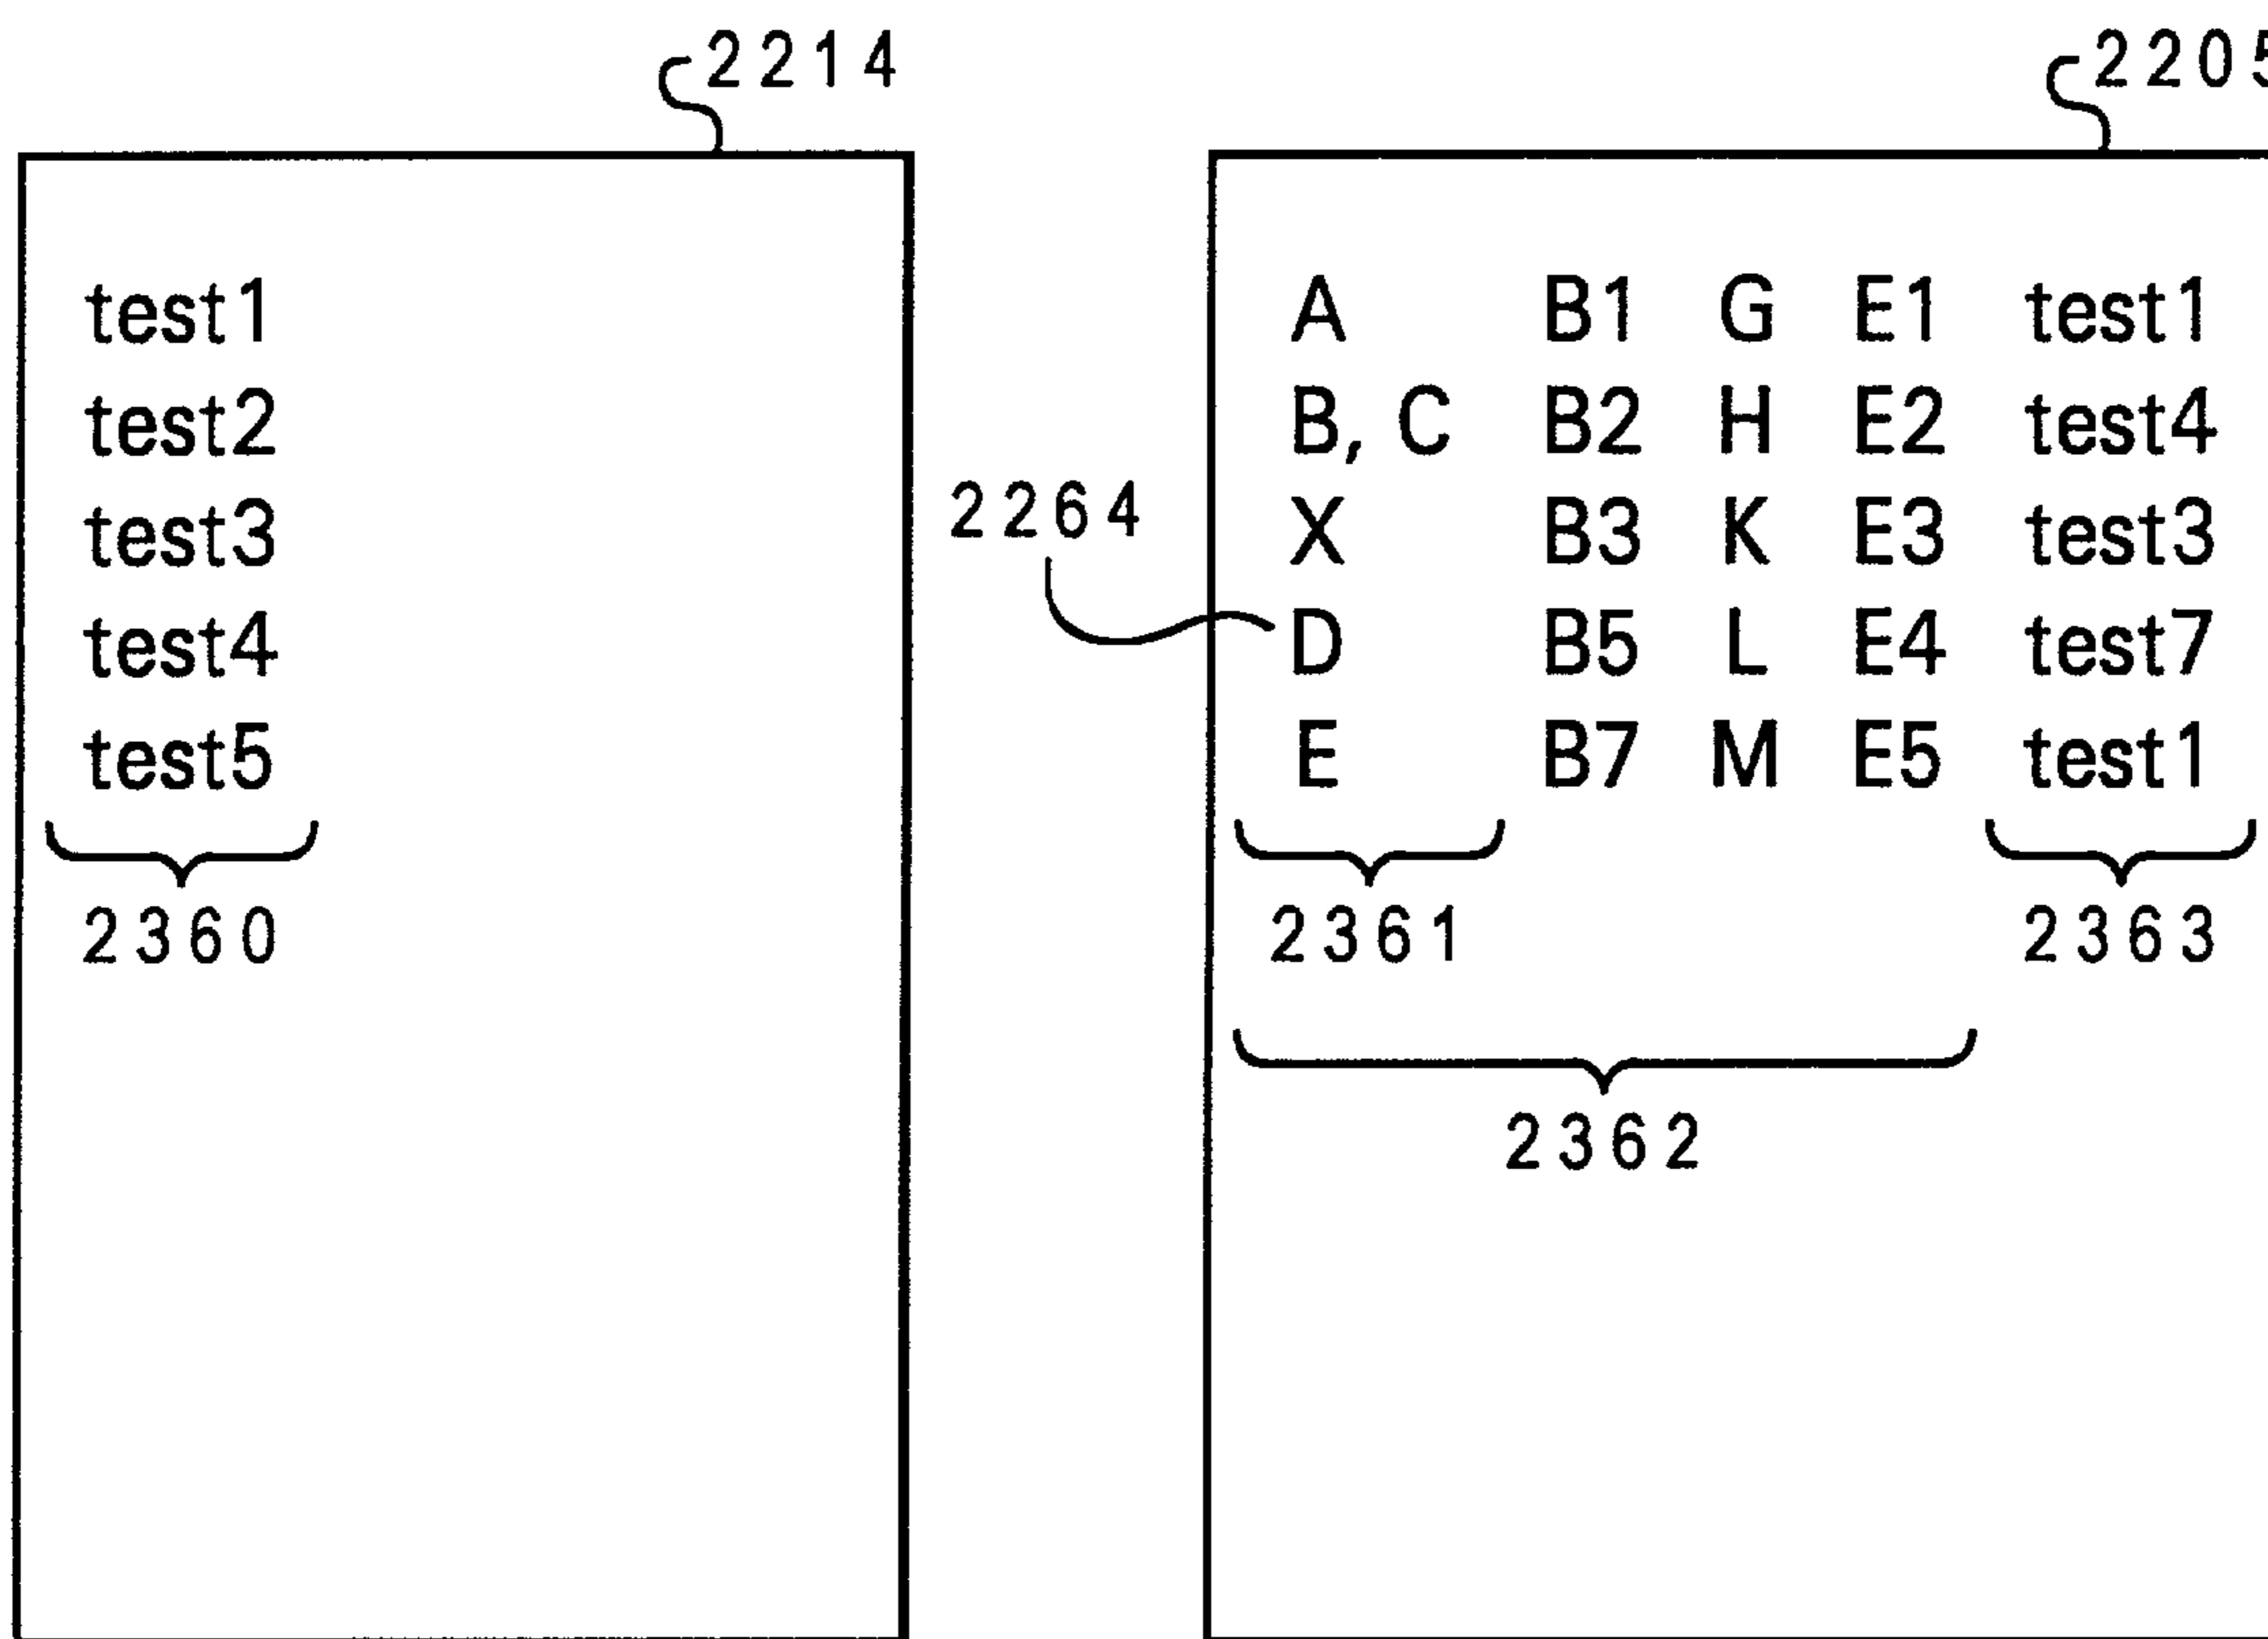 2214
test1
test2
test3
test4
test5
2360
2264
2205
A B1 G E1 test1
B, C B2 H E2 test4
X B3 K E3 test3
D B5 L E4 test7
E B7 M E5 test1
2361 2363
2362